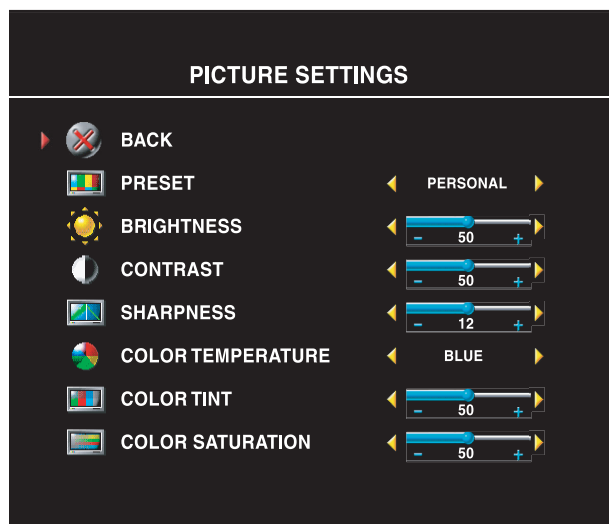 PICTURE SETTINGS
BACK
PRESET PERSONAL
BRIGHTNESS - 50 +
CONTRAST - 50 +
SHARPNESS - 12 +
COLOR TEMPERATURE BLUE
COLOR TINT - 50 +
COLOR SATURATION - 50 +